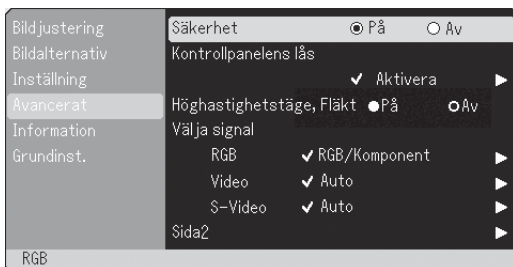 Bildjustering
Bildalternativ
Inställning
Avancerat
Information
Grundinst.
Säkerhet På Av
Kontrollpanelens lås
Aktivera
Höghastighetstäge, Fläkt På Av
Välja signal
RGB RGB/Komponent
Video Auto
S-Video Auto
Sida2
RGB